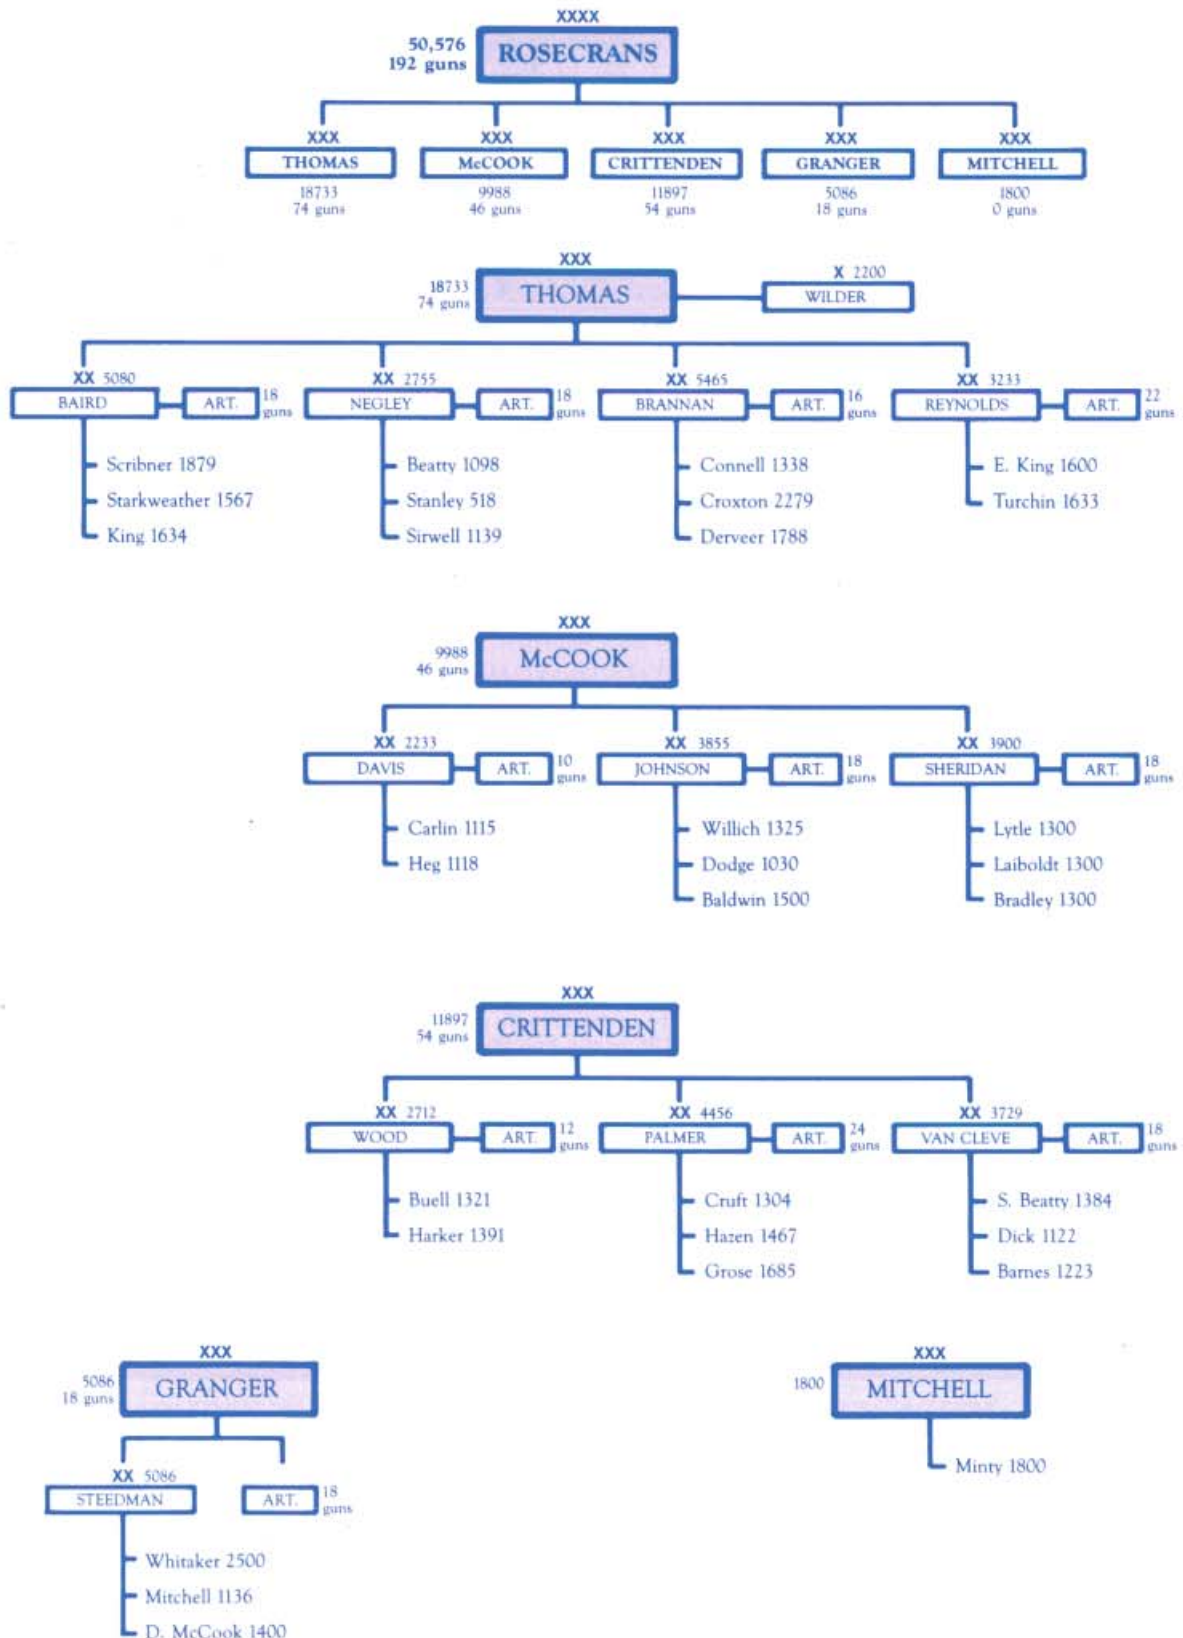 XXXX
50,576
192 guns
ROSECRANS
XXX XXX XXX XXX XXX
THOMAS McCOOK CRITTENDEN GRANGER MITCHELL
18733 9988 11897 5086 1800
74 guns 46 guns 54 guns 18 guns 0 guns
XXX
18733
74 guns
THOMAS
X 2200
WILDER
XX 5080 XX 2755 XX 5465 XX 3233
BAIRD ART. 18 guns NEGLEY ART. 18 guns BRANNAN ART. 16 guns REYNOLDS ART. 22 guns
Scribner 1879 Beatty 1098 Connell 1338 E. King 1600
Starkweather 1567 Stanley 518 Croxton 2279 Turchin 1633
King 1634 Sirwell 1139 Derveer 1788
XXX
9988
46 guns
McCOOK
XX 2233 XX 3855 XX 3900
DAVIS ART. 10 guns JOHNSON ART. 18 guns SHERIDAN ART. 18 guns
Carlin 1115 Willich 1325 Lytle 1300
Heg 1118 Dodge 1030 Laiboldt 1300
Baldwin 1500 Bradley 1300
XXX
11897
54 guns
CRITTENDEN
XX 2712 XX 4456 XX 3729
WOOD ART. 12 guns PALMER ART. 24 guns VAN CLEVE ART. 18 guns
Buell 1321 Cruft 1304 S. Beatty 1384
Harker 1391 Hazen 1467 Dick 1122
Grose 1685 Barnes 1223
XXX
5086
18 guns
GRANGER
XX 5086
STEEDMAN ART. 18 guns
Whitaker 2500
Mitchell 1136
D. McCook 1400
XXX
1800
MITCHELL
Minty 1800